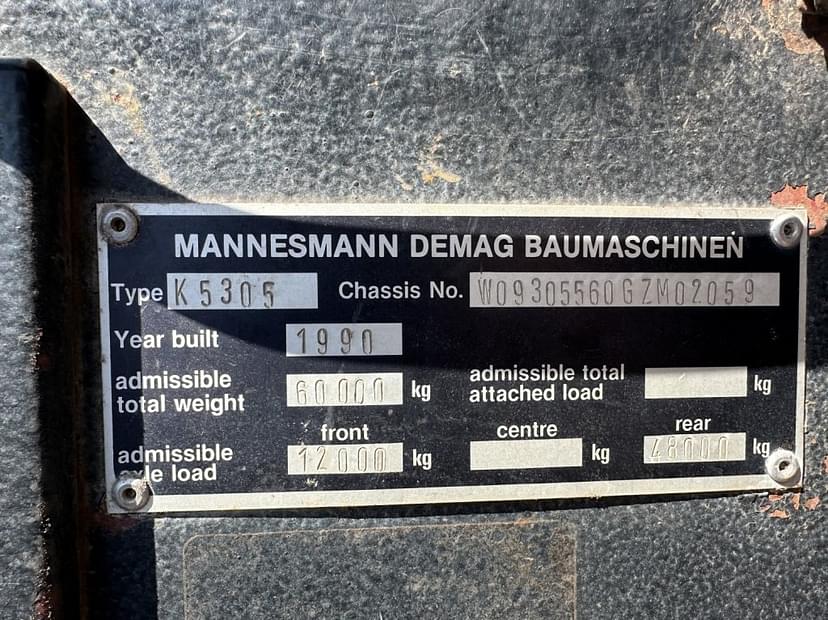 MANNESMANN DEMAG BAUMASCHINEN
Type K5305 Chassis No. W09305560GZM02059
Year built 1990
admissible total weight 60000 kg admissible total attached load kg
front centre rear
admissible axle load 12000 kg kg 48000 kg